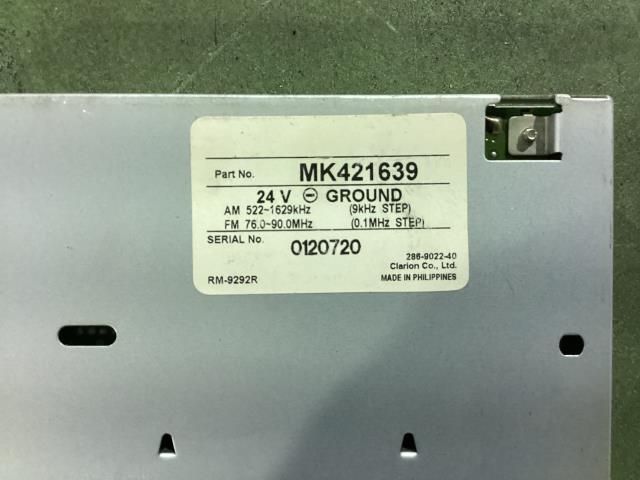 Part No. MK421639
24 V ⊖ GROUND
AM 522~1629kHz (9kHz STEP)
FM 76.0~90.0MHz (0.1MHz STEP)
SERIAL No. 0120720
286-9022-40
Clarion Co., Ltd.
RM-9292R MADE IN PHILIPPINES